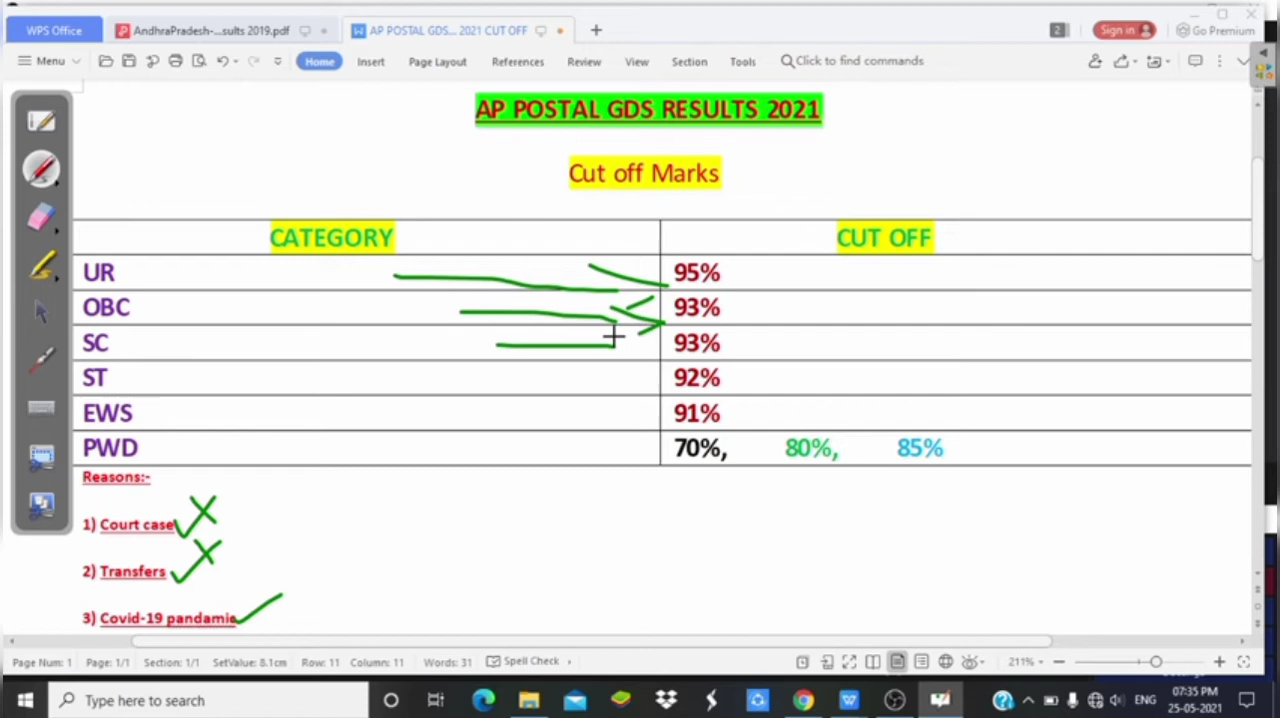 WPS Office AndhraPradesh-...sults 2019.pdf AP POSTAL GDS... 2021 CUT OFF 2 Sign in Go Premium
Menu Home Insert Page Layout References Review View Section Tools Click to find commands
AP POSTAL GDS RESULTS 2021
Cut off Marks
CATEGORY CUT OFF
UR 95%
OBC 93%
SC 93%
ST 92%
EWS 91%
PWD 70%, 80%, 85%
Reasons:-
1) Court case
2) Transfers
3) Covid-19 pandamic
Page Num: 1 Page: 1/1 Section: 1/1 SetValue: 8.1cm Row: 11 Column: 11 Words: 31 Spell Check 211%
Type here to search ENG 07:35 PM
25-05-2021